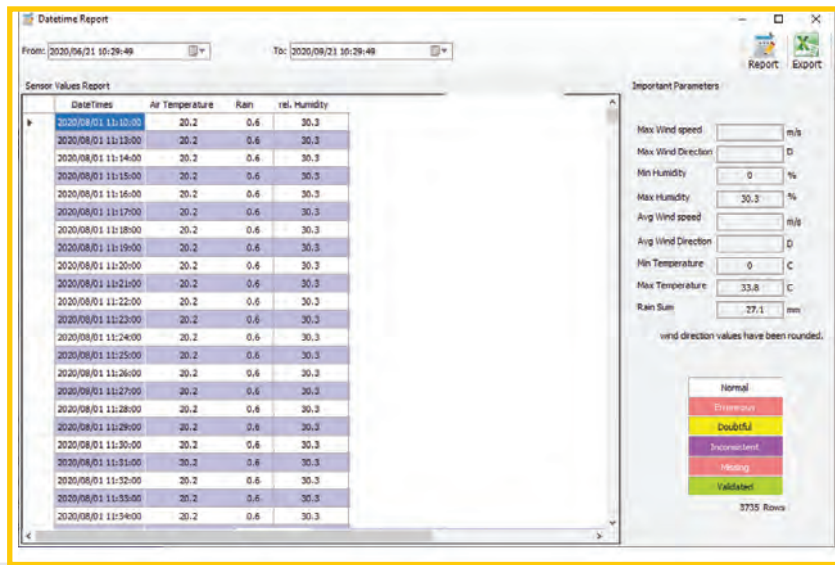 Datetime Report
From: 2020/06/21 10:29:49 To: 2020/09/21 10:29:49
Report Export
Sensor Values Report
DateTimes Air Temperature Rain rel. Humidity
2020/08/01 11:10:00 20.2 0.6 30.3
2020/08/01 11:13:00 20.2 0.6 30.3
2020/08/01 11:14:00 20.2 0.6 30.3
2020/08/01 11:15:00 20.2 0.6 30.3
2020/08/01 11:16:00 20.2 0.6 30.3
2020/08/01 11:17:00 20.2 0.6 30.3
2020/08/01 11:18:00 20.2 0.6 30.3
2020/08/01 11:19:00 20.2 0.6 30.3
2020/08/01 11:20:00 20.2 0.6 30.3
2020/08/01 11:21:00 20.2 0.6 30.3
2020/08/01 11:22:00 20.2 0.6 30.3
2020/08/01 11:23:00 20.2 0.6 30.3
2020/08/01 11:24:00 20.2 0.6 30.3
2020/08/01 11:25:00 20.2 0.6 30.3
2020/08/01 11:26:00 20.2 0.6 30.3
2020/08/01 11:27:00 20.2 0.6 30.3
2020/08/01 11:28:00 20.2 0.6 30.3
2020/08/01 11:29:00 20.2 0.6 30.3
2020/08/01 11:30:00 20.2 0.6 30.3
2020/08/01 11:31:00 20.2 0.6 30.3
2020/08/01 11:32:00 20.2 0.6 30.3
2020/08/01 11:33:00 20.2 0.6 30.3
2020/08/01 11:34:00 20.2 0.6 30.3
Important Parameters
Max Wind speed m/s
Max Wind Direction D
Min Humidity 0 %
Max Humidity 30.3 %
Avg Wind speed m/s
Avg Wind Direction D
Min Temperature 0 C
Max Temperature 33.8 C
Rain Sum 27.1 mm
wind direction values have been rounded.
Normal
Erroneous
Doubtful
Inconsistent
Missing
Validated
3735 Rows